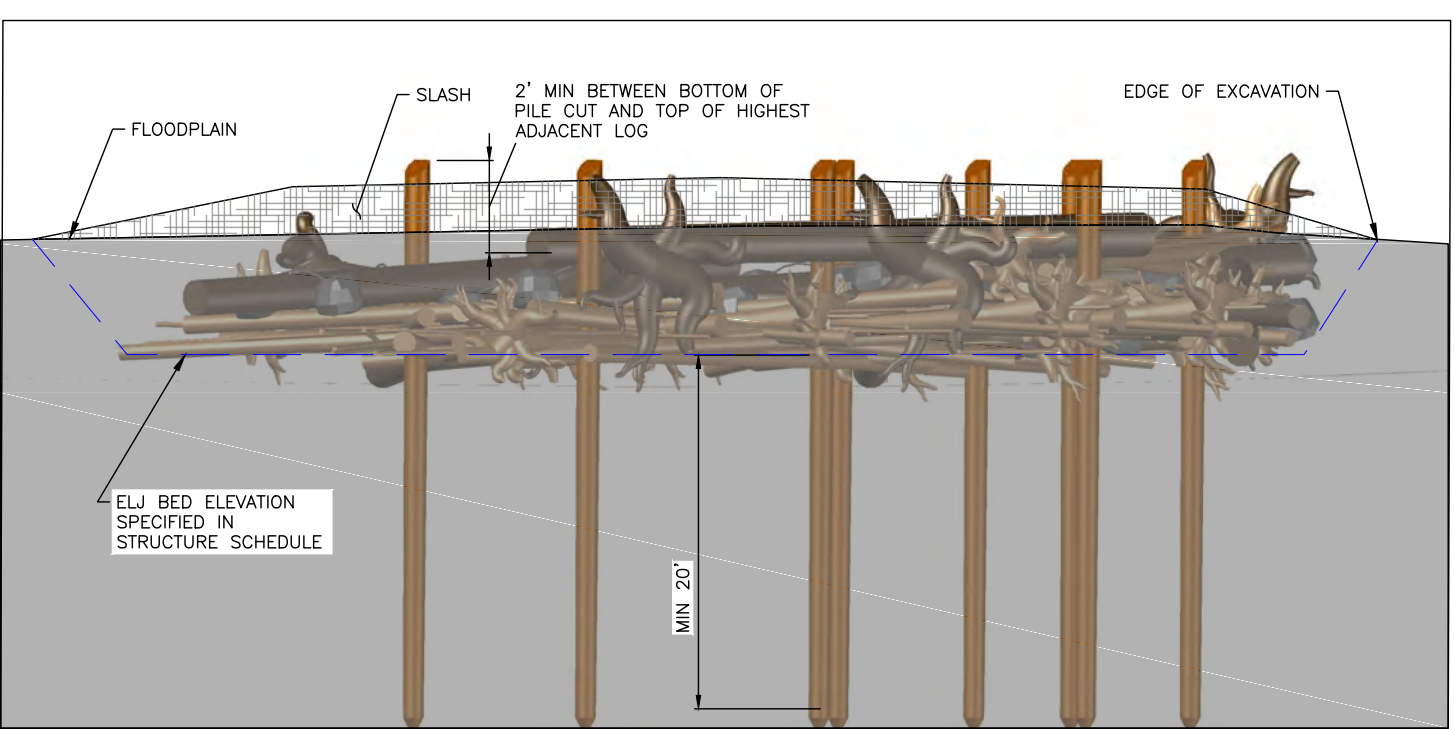 SLASH
2' MIN BETWEEN BOTTOM OF
PILE CUT AND TOP OF HIGHEST
ADJACENT LOG
EDGE OF EXCAVATION
FLOODPLAIN
ELJ BED ELEVATION
SPECIFIED IN
STRUCTURE SCHEDULE
MIN 20'